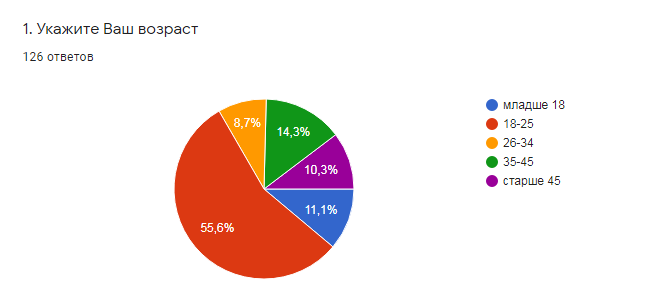 1. Укажите Ваш возраст
126 ответов
8,7%
14,3%
10,3%
11,1%
55,6%
младше 18
18-25
26-34
35-45
старше 45